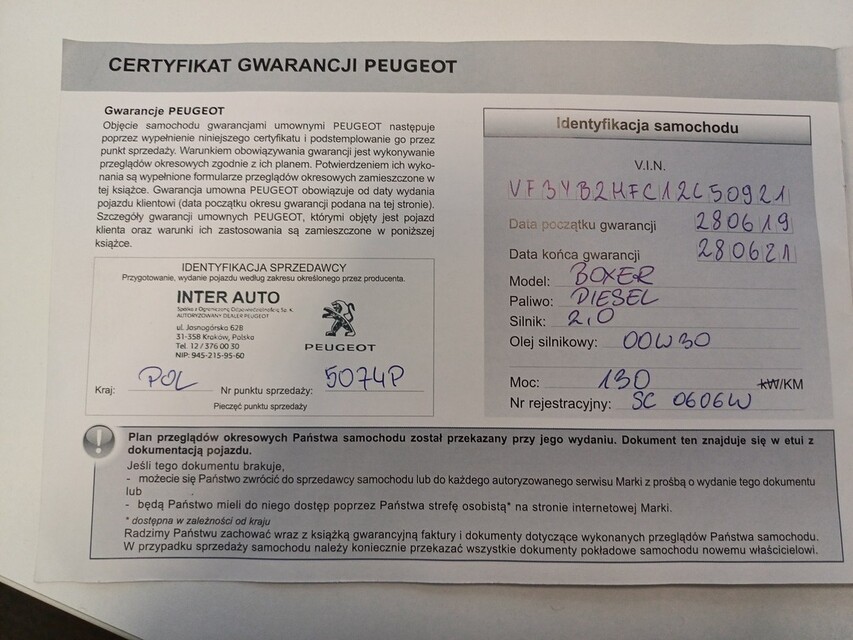 CERTYFIKAT GWARANCJI PEUGEOT
Gwarancje PEUGEOT
Objęcie samochodu gwarancjami umownymi PEUGEOT następuje
poprzez wypełnienie niniejszego certyfikatu i podstemplowanie go przez
punkt sprzedaży. Warunkiem obowiązywania gwarancji jest wykonywanie
przeglądów okresowych zgodnie z ich planem. Potwierdzeniem ich wyko-
nania są wypełnione formularze przeglądów okresowych zamieszczone w
tej książce. Gwarancja umowna PEUGEOT obowiązuje od daty wydania
pojazdu klientowi (data początku okresu gwarancji podana na tej stronie).
Szczegóły gwarancji umownych PEUGEOT, którymi objęty jest pojazd
klienta oraz warunki ich zastosowania są zamieszczone w poniższej
książce.
IDENTYFIKACJA SPRZEDAWCY
Przygotowanie, wydanie pojazdu według zakresu określonego przez producenta.
INTER AUTO
Spółka z Ograniczoną Odpowiedzialnością Sp. k.
AUTORYZOWANY DEALER PEUGEOT
ul. Jasnogórska 62B
31-358 Kraków, Polska
Tel. 12 / 376 00 30
NIP: 945-215-95-60
PEUGEOT
Kraj: POL Nr punktu sprzedaży: 5074P
Pieczęć punktu sprzedaży
Identyfikacja samochodu
V.I.N.
VF3YB2MFC12L50921
Data początku gwarancji 280619
Data końca gwarancji 280621
Model: BOXER
Paliwo: DIESEL
Silnik: 2,0
Olej silnikowy: 00W30
Moc: 130 kW/KM
Nr rejestracyjny: SC 0606W
Plan przeglądów okresowych Państwa samochodu został przekazany przy jego wydaniu. Dokument ten znajduje się w etui z
dokumentacją pojazdu.
Jeśli tego dokumentu brakuje,
- możecie się Państwo zwrócić do sprzedawcy samochodu lub do każdego autoryzowanego serwisu Marki z prośbą o wydanie tego dokumentu
lub
- będą Państwo mieli do niego dostęp poprzez Państwa strefę osobistą* na stronie internetowej Marki.
* dostępna w zależności od kraju
Radzimy Państwu zachować wraz z książką gwarancyjną faktury i dokumenty dotyczące wykonanych przeglądów Państwa samochodu.
W przypadku sprzedaży samochodu należy koniecznie przekazać wszystkie dokumenty pokładowe samochodu nowemu właścicielowi.